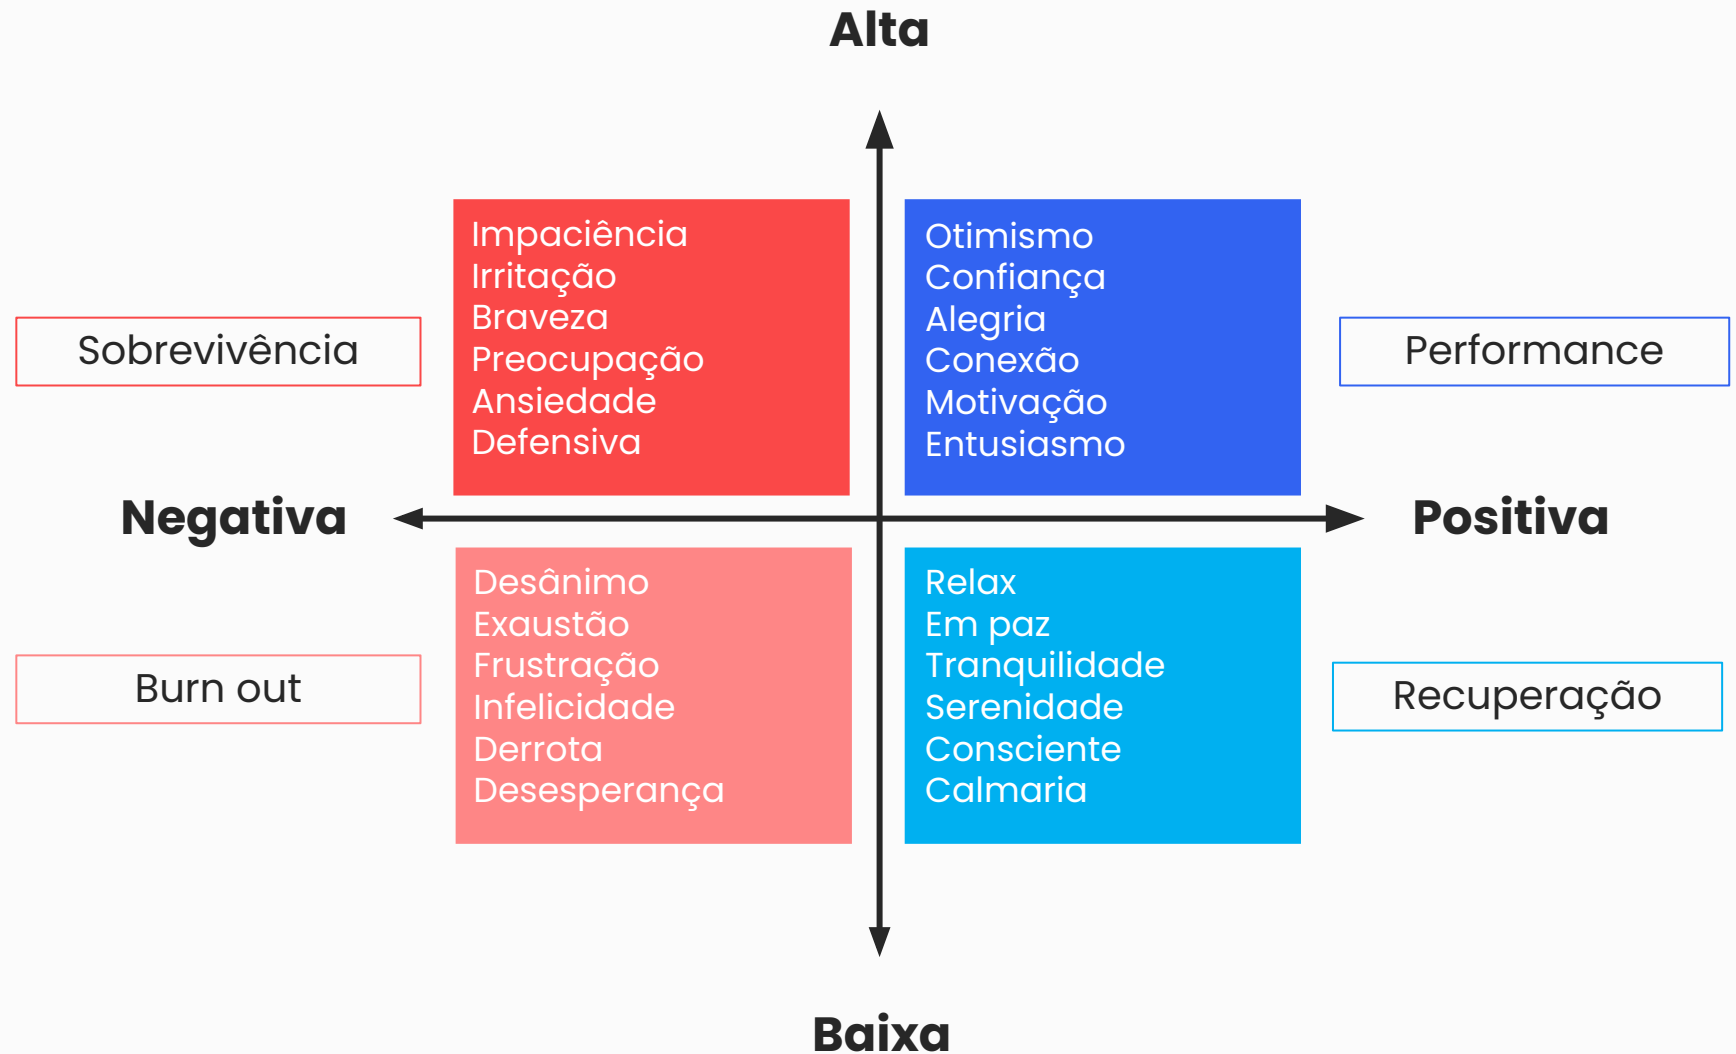 Alta
Impaciência
Irritação
Braveza
Preocupação
Ansiedade
Defensiva
Otimismo
Confiança
Alegria
Conexão
Motivação
Entusiasmo
Sobrevivência
Performance
Negativa
Positiva
Desânimo
Exaustão
Frustração
Infelicidade
Derrota
Desesperança
Relax
Em paz
Tranquilidade
Serenidade
Consciente
Calmaria
Burn out
Recuperação
Baixa